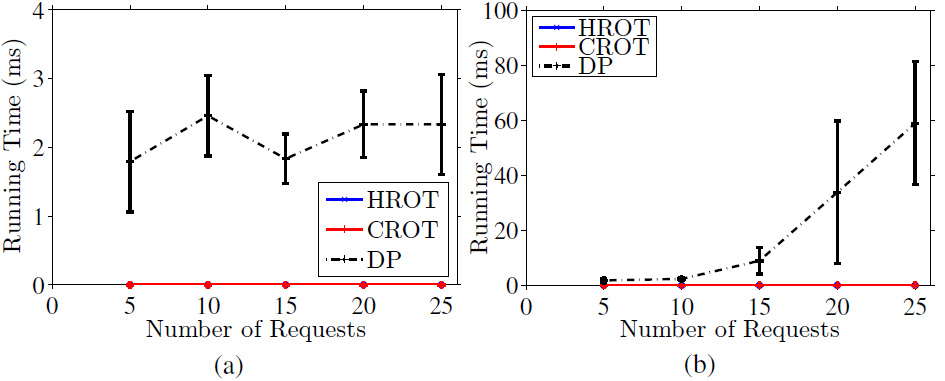 4
3
2
1
0
Running Time (ms)
HROT
CROT
DP
0 5 10 15 20 25
Number of Requests
(a)
100
80
60
40
20
0
Running Time (ms)
HROT
CROT
DP
0 5 10 15 20 25
Number of Requests
(b)